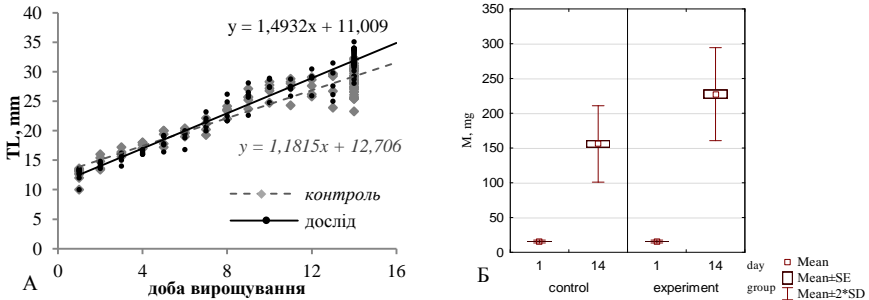 y = 1,4932x + 11,009
TL, mm
40
35
30
25
20
15
10
5
0
y = 1,1815x + 12,706
контроль
дослід
0 4 8 12 16
А доба вирощування
M, mg
350
300
250
200
150
100
50
0
1 14 1 14 day
control experiment group
Б
Mean
Mean±SE
Mean±2*SD